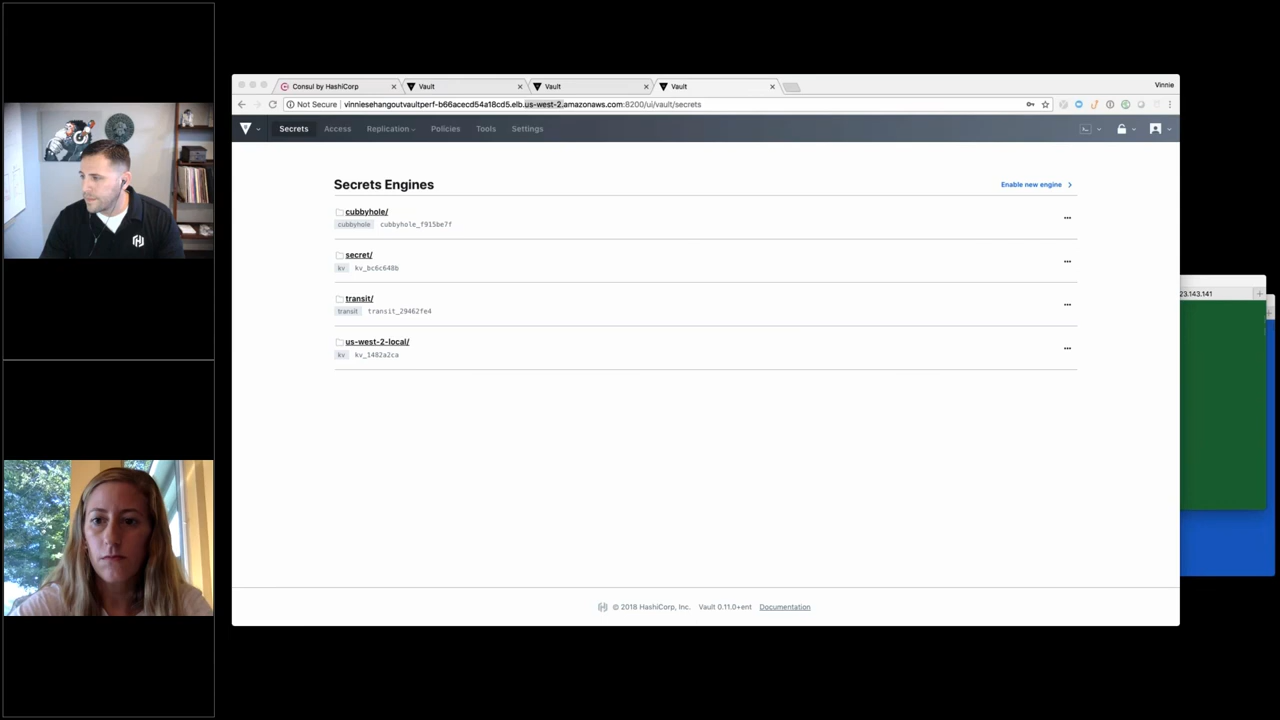 Consul by HashiCorp
Vault
Vault
Vault
Vinnie
Not Secure
vinniesehangoutvaultperf-b66acecd54a18cd5.elb.us-west-2.amazonaws.com:8200/ui/vault/secrets
Secrets
Access
Replication
Policies
Tools
Settings
Secrets Engines
Enable new engine
cubbyhole/
cubbyhole cubbyhole_f915be7f
secret/
kv kv_bc6c648b
transit/
transit transit_29462fe4
us-west-2-local/
kv kv_1482a2ca
23.143.141
© 2018 HashiCorp, Inc. Vault 0.11.0+ent Documentation